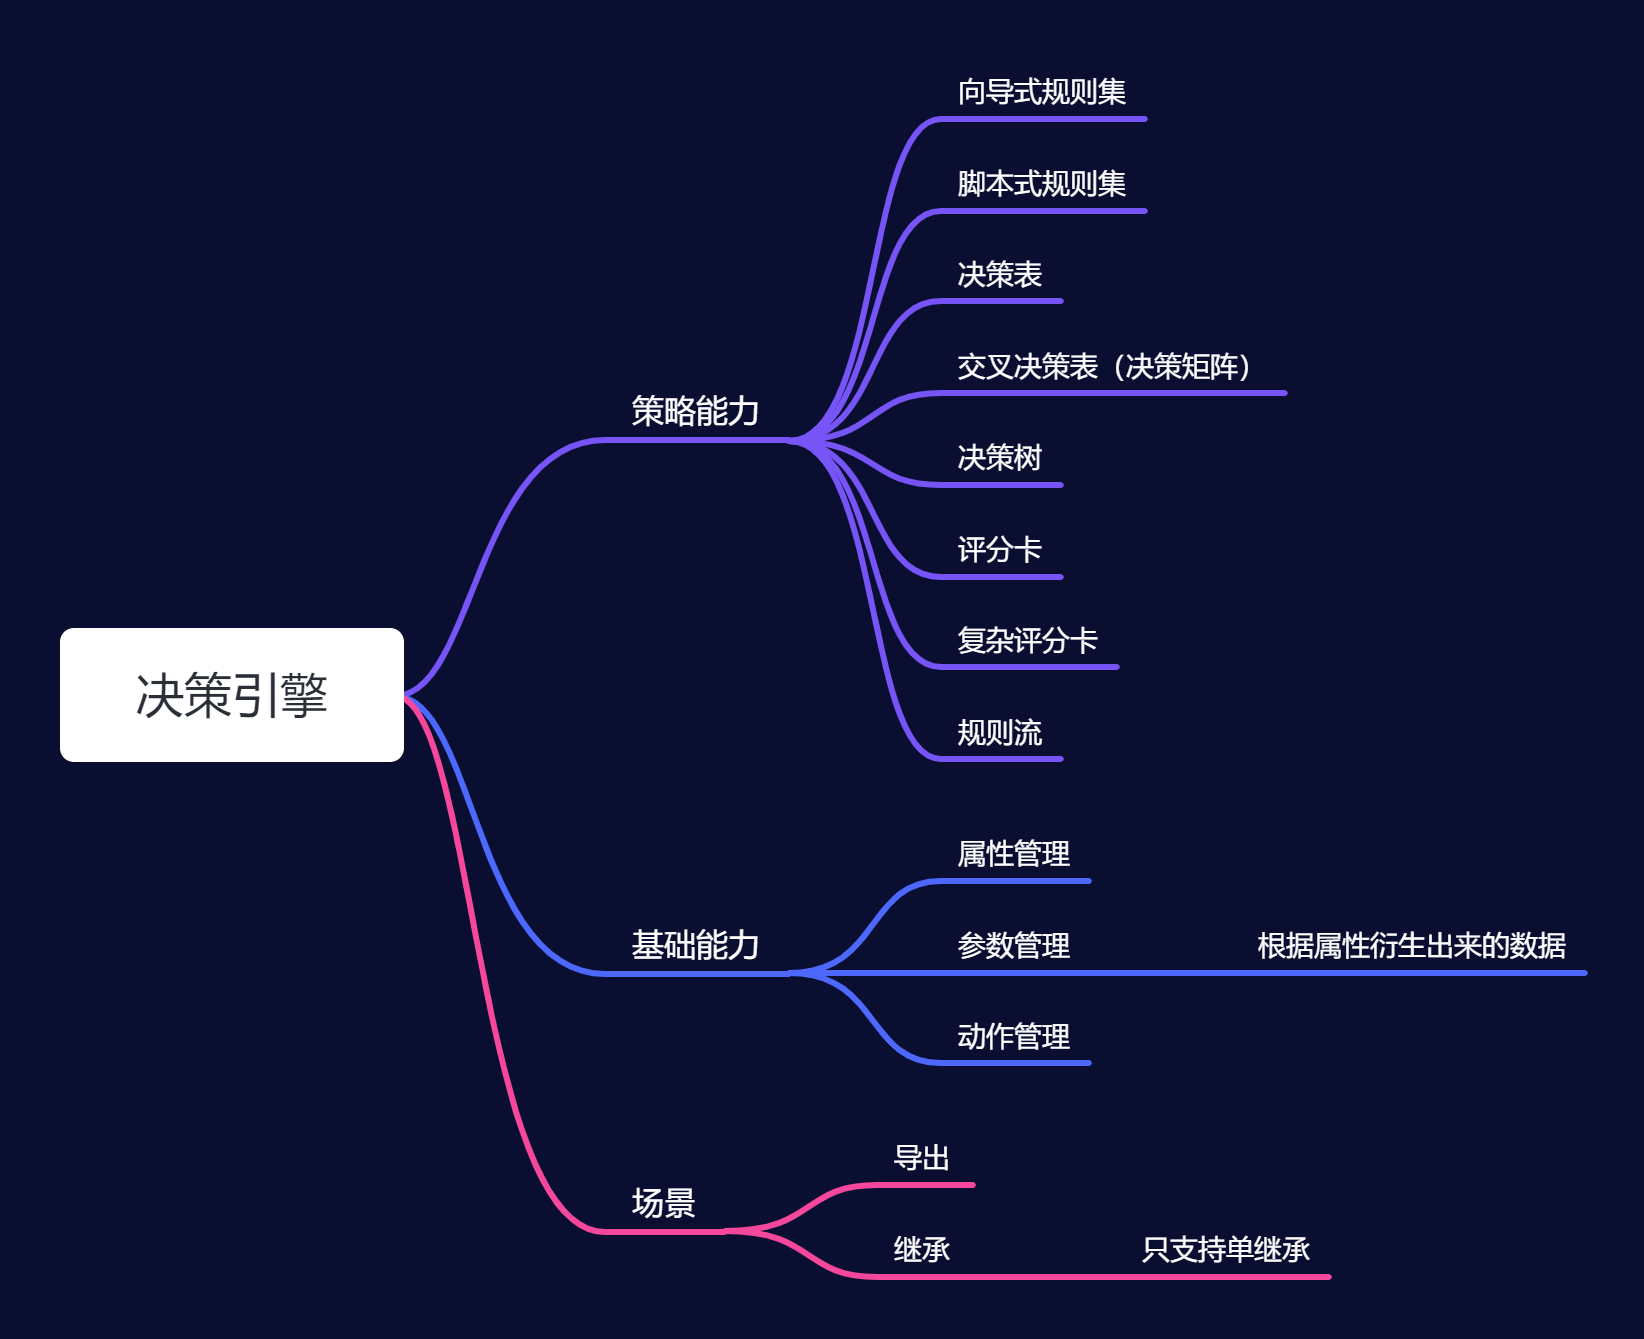 决策引擎
策略能力
向导式规则集
脚本式规则集
决策表
交叉决策表（决策矩阵）
决策树
评分卡
复杂评分卡
规则流
基础能力
属性管理
参数管理
根据属性衍生出来的数据
动作管理
场景
导出
继承
只支持单继承